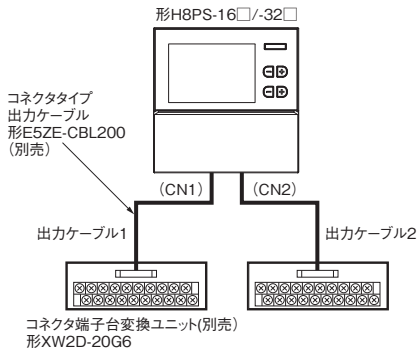 形H8PS-16□/-32□
コネクタタイプ
出力ケーブル
形E5ZE-CBL200
(別売)
(CN1)
(CN2)
出力ケーブル1
出力ケーブル2
コネクタ端子台変換ユニット(別売)
形XW2D-20G6